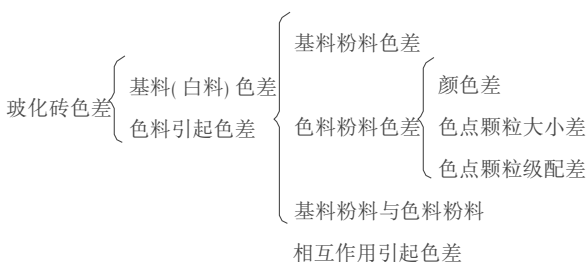 玻化砖色差
基料( 白料) 色差
色料引起色差
基料粉料色差
色料粉料色差
颜色差
色点颗粒大小差
色点颗粒级配差
基料粉料与色料粉料
相互作用引起色差